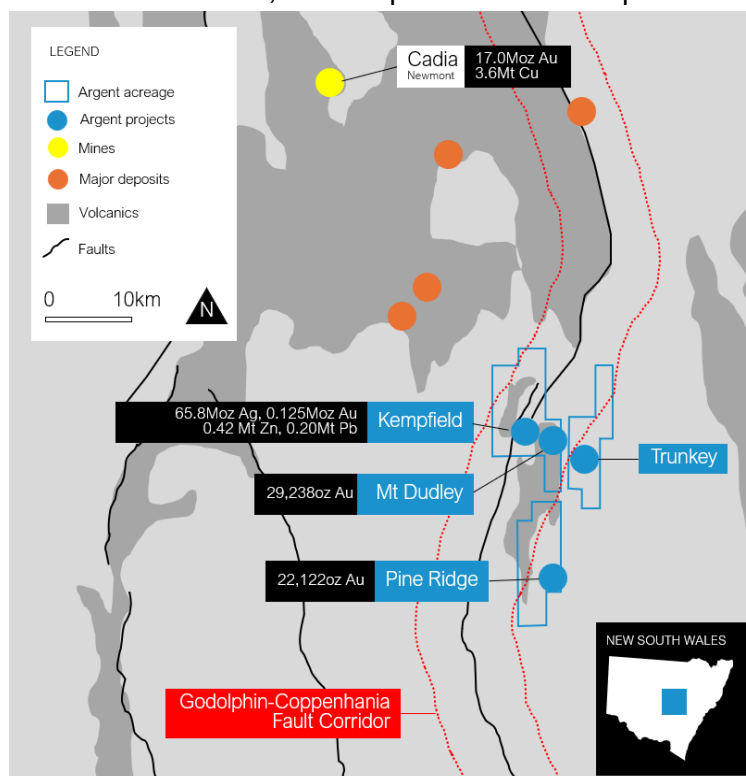 LEGEND
Argent acreage
Argent projects
Mines
Major deposits
Volcanics
Faults
0 10km
N
Cadia
Newmont
17.0Moz Au
3.6Mt Cu
65.8Moz Ag, 0.125Moz Au
0.42 Mt Zn, 0.20Mt Pb
Kempfield
Trunkey
29,238oz Au
Mt Dudley
22,122oz Au
Pine Ridge
Godolphin-Coppenhania
Fault Corridor
NEW SOUTH WALES